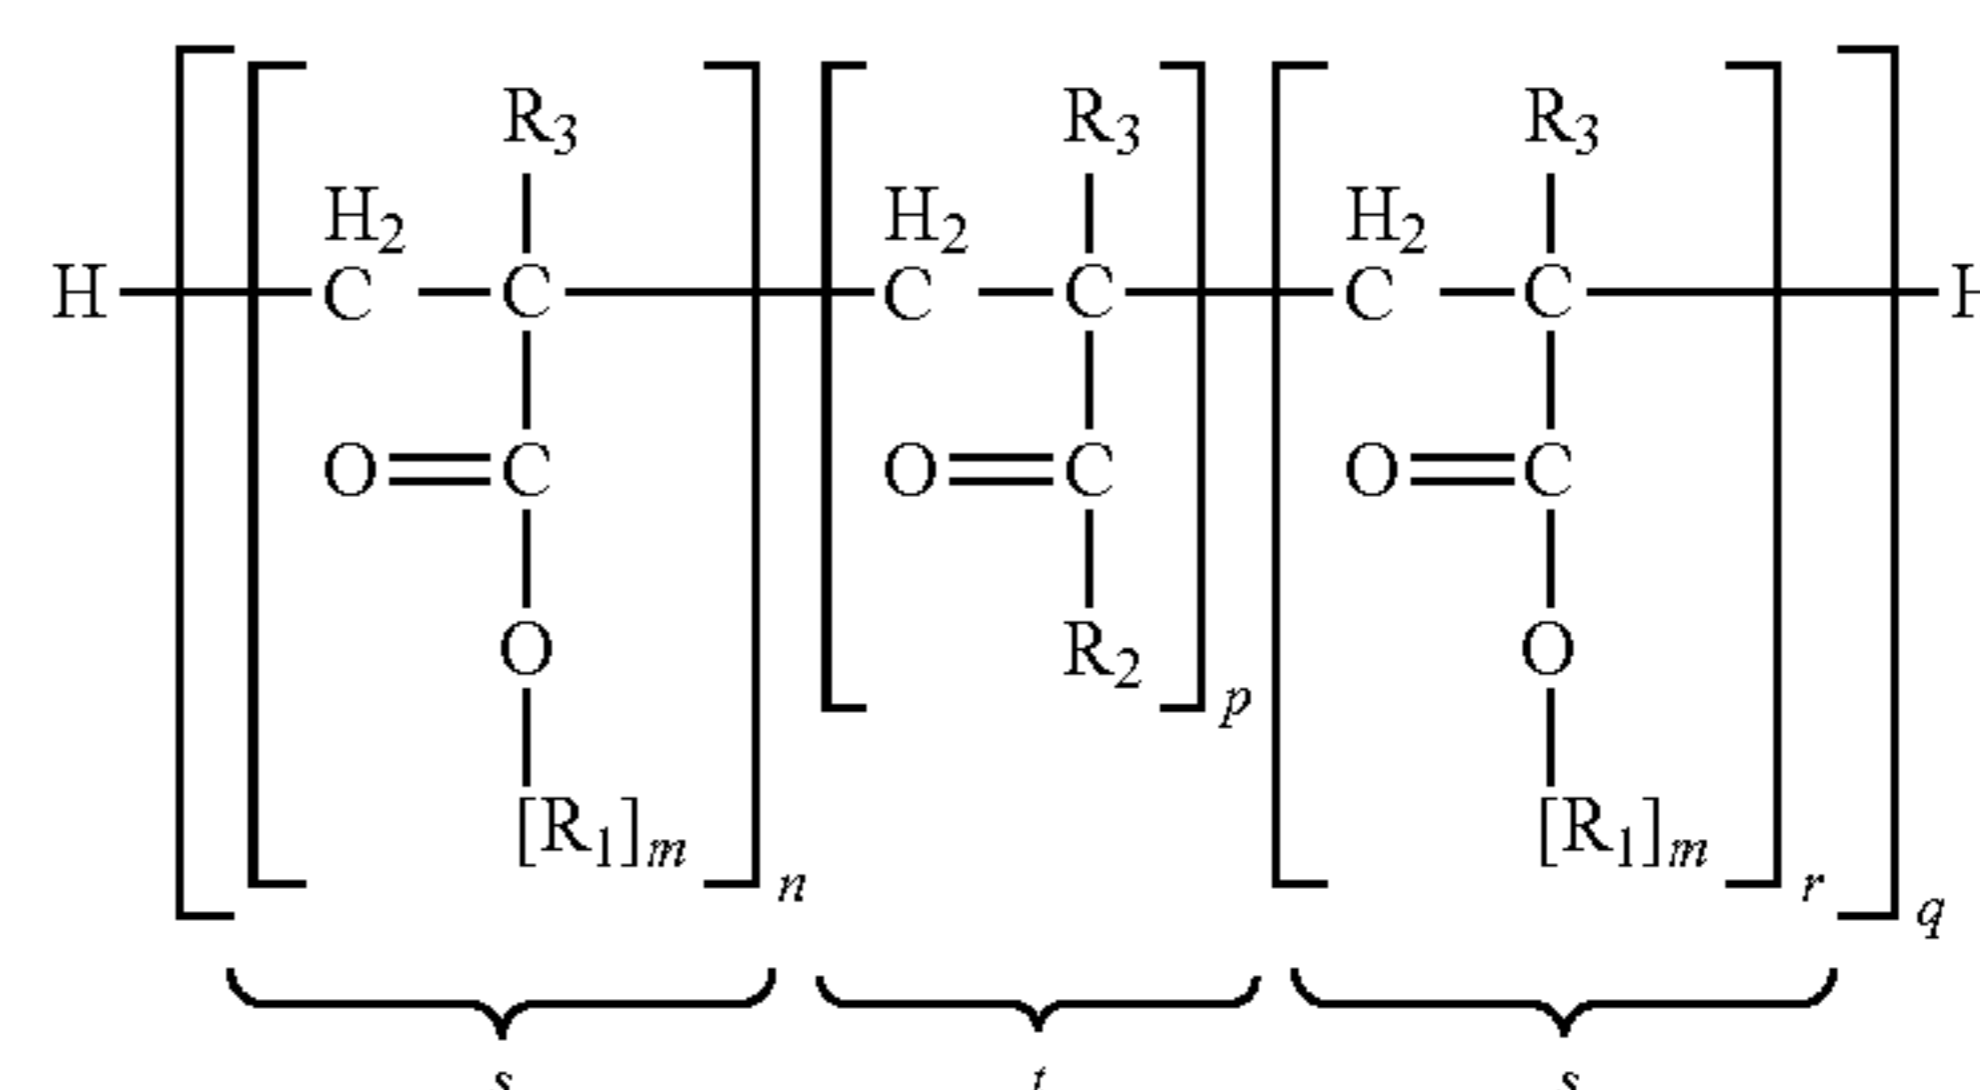 R3 R3 R3
H2 H2 H2
H C C C C C C H
O C O C O C
O R2 O
p
[R1]m [R1]m
n r q
s t s